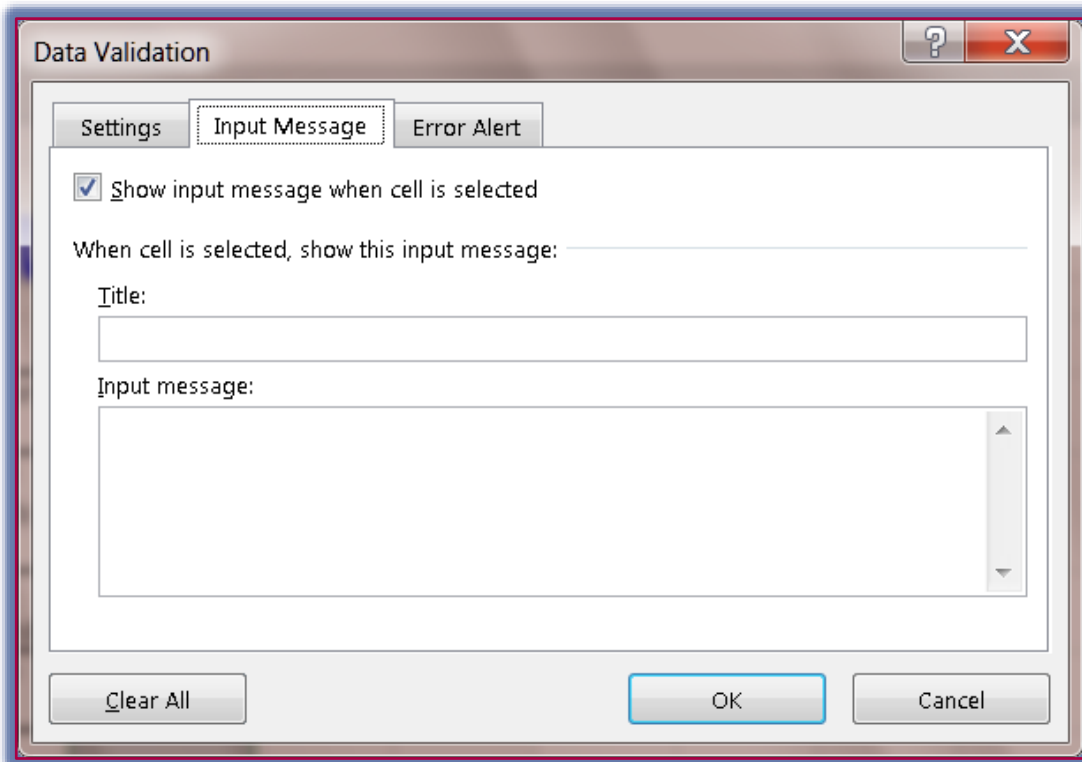 Data Validation
Settings Input Message Error Alert
Show input message when cell is selected
When cell is selected, show this input message:
Title:
Input message:
Clear All OK Cancel